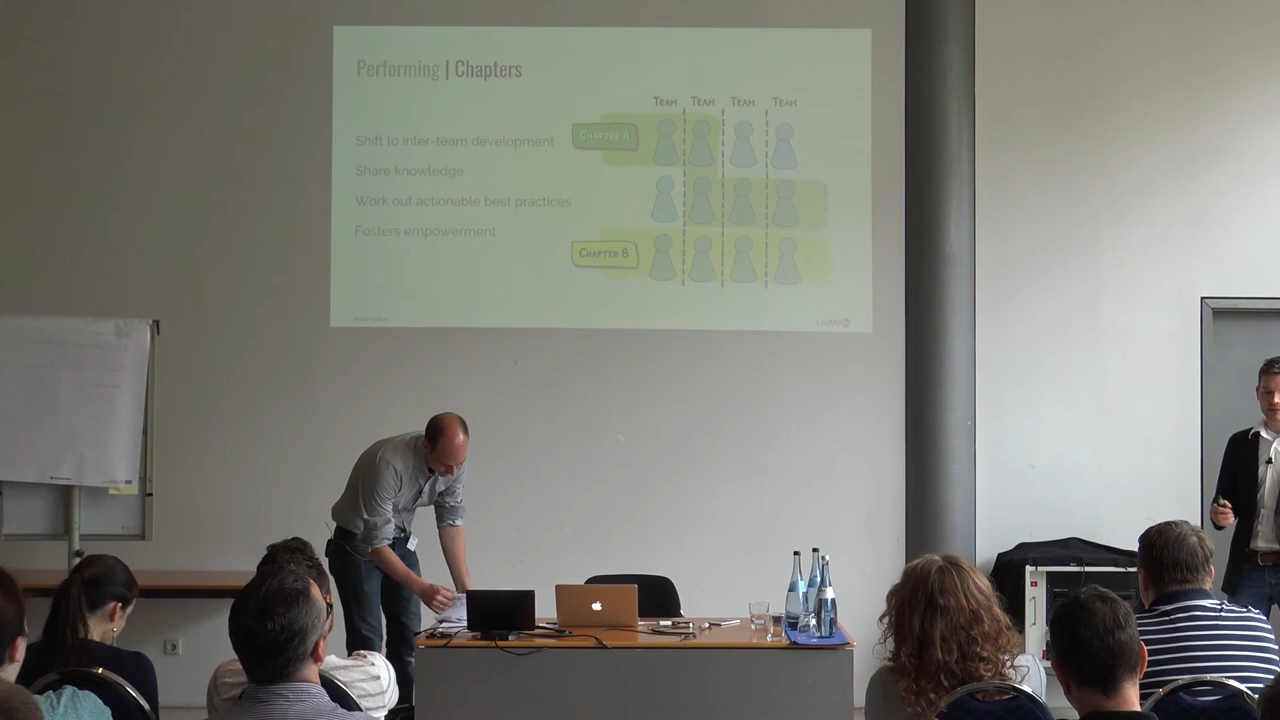 Performing | Chapters
TEAM TEAM TEAM TEAM
CHAPTER A
Shift to inter-team development
Share knowledge
Work out actionable best practices
Fosters empowerment
CHAPTER B
LogMeIn